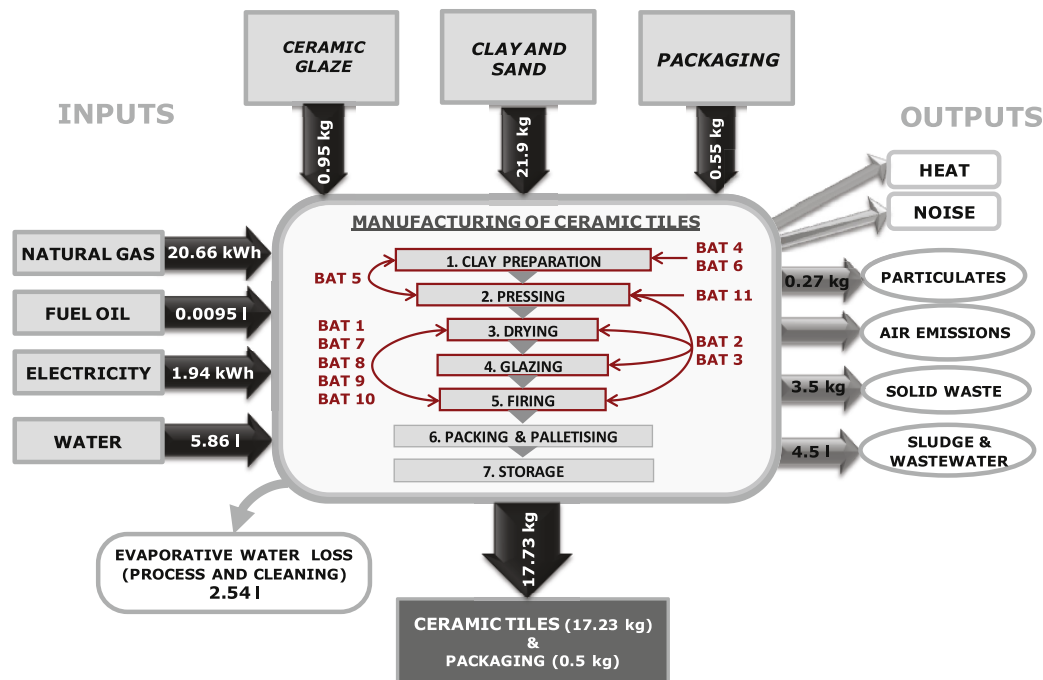 CERAMIC
GLAZE
CLAY AND
SAND
PACKAGING
INPUTS
OUTPUTS
0.95 kg
21.9 kg
0.55 kg
HEAT
NOISE
MANUFACTURING OF CERAMIC TILES
NATURAL GAS
20.66 kWh
FUEL OIL
0.0095 l
ELECTRICITY
1.94 kWh
WATER
5.86 l
1. CLAY PREPARATION
2. PRESSING
3. DRYING
4. GLAZING
5. FIRING
6. PACKING & PALLETISING
7. STORAGE
BAT 5
BAT 1
BAT 7
BAT 8
BAT 9
BAT 10
BAT 4
BAT 6
BAT 11
BAT 2
BAT 3
0.27 kg
PARTICULATES
AIR EMISSIONS
3.5 kg
SOLID WASTE
4.5 l
SLUDGE &
WASTEWATER
EVAPORATIVE WATER LOSS
(PROCESS AND CLEANING)
2.54 l
17.73 kg
CERAMIC TILES (17.23 kg)
&
PACKAGING (0.5 kg)